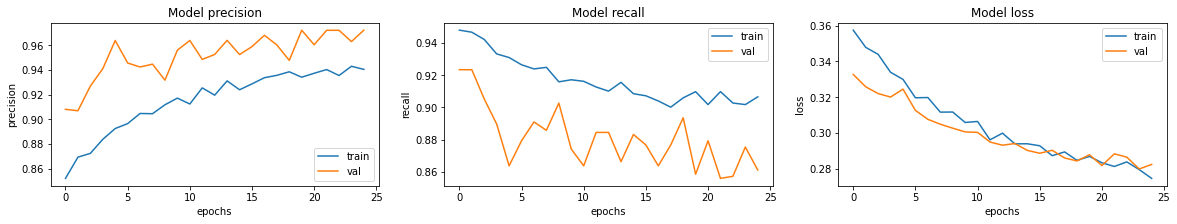 Model precision
precision
0.96
0.94
0.92
0.90
0.88
0.86
0
5
10
15
20
25
epochs
train
val
Model recall
recall
0.94
0.92
0.90
0.88
0.86
0
5
10
15
20
25
epochs
train
val
Model loss
loss
0.36
0.34
0.32
0.30
0.28
0
5
10
15
20
25
epochs
train
val